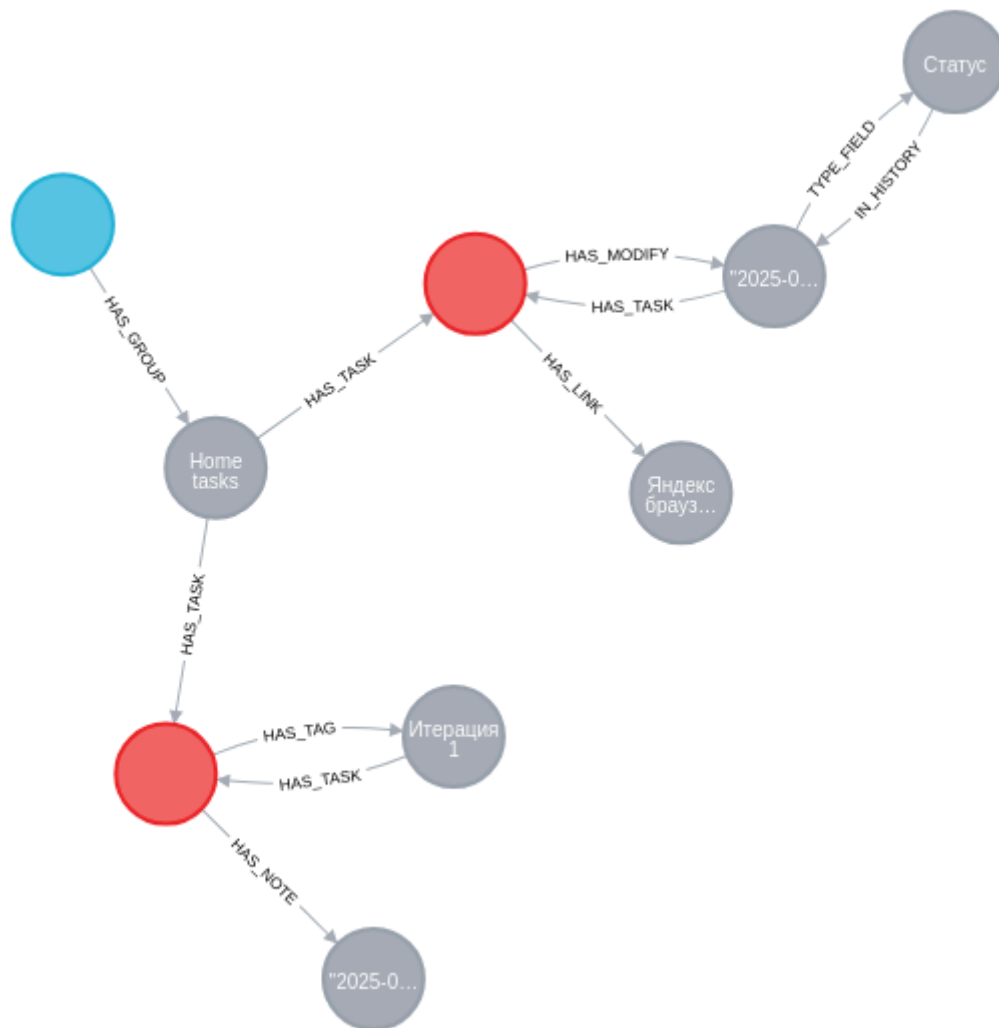 Статус
TYPE_FIELD
IN_HISTORY
HAS_MODIFY
"2025-0...
HAS_TASK
HAS_GROUP
HAS_TASK
HAS_LINK
Home
tasks
Яндекс
брауз...
HAS_TASK
HAS_TAG
Итерация
1
HAS_TASK
HAS_NOTE
"2025-0...